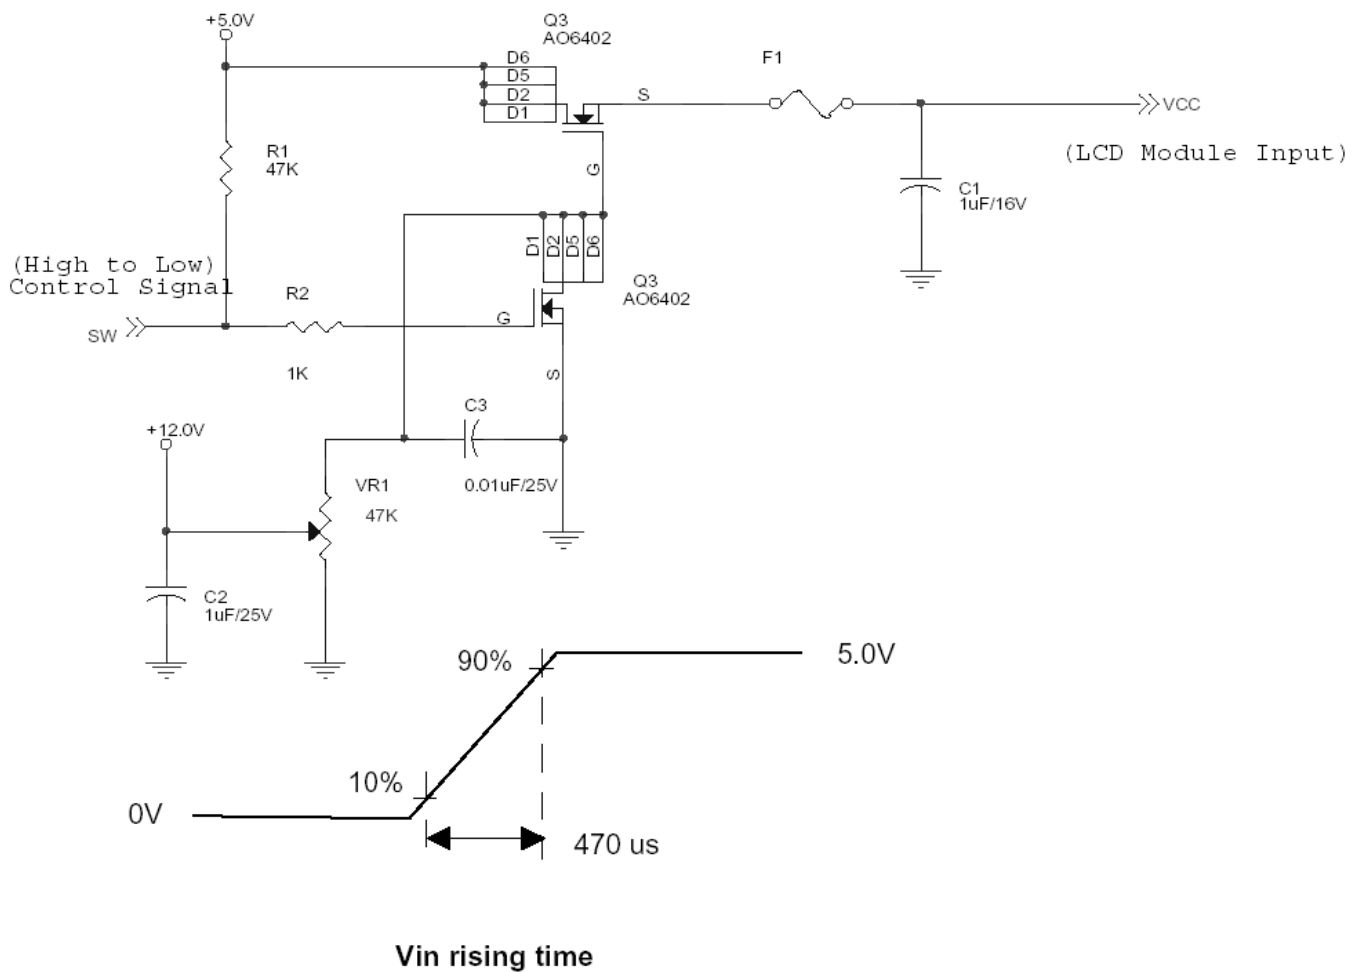 +5.0V
Q3
AO6402
D6
D5
D2
D1
S
F1
VCC
(LCD Module Input)
R1
47K
G
C1
1uF/16V
D1
D2
D5
D6
(High to Low)
Control Signal
Q3
AO6402
R2
G
SW
1K
S
C3
+12.0V
VR1
47K
0.01uF/25V
C2
1uF/25V
90%
5.0V
10%
0V
470 us
Vin rising time